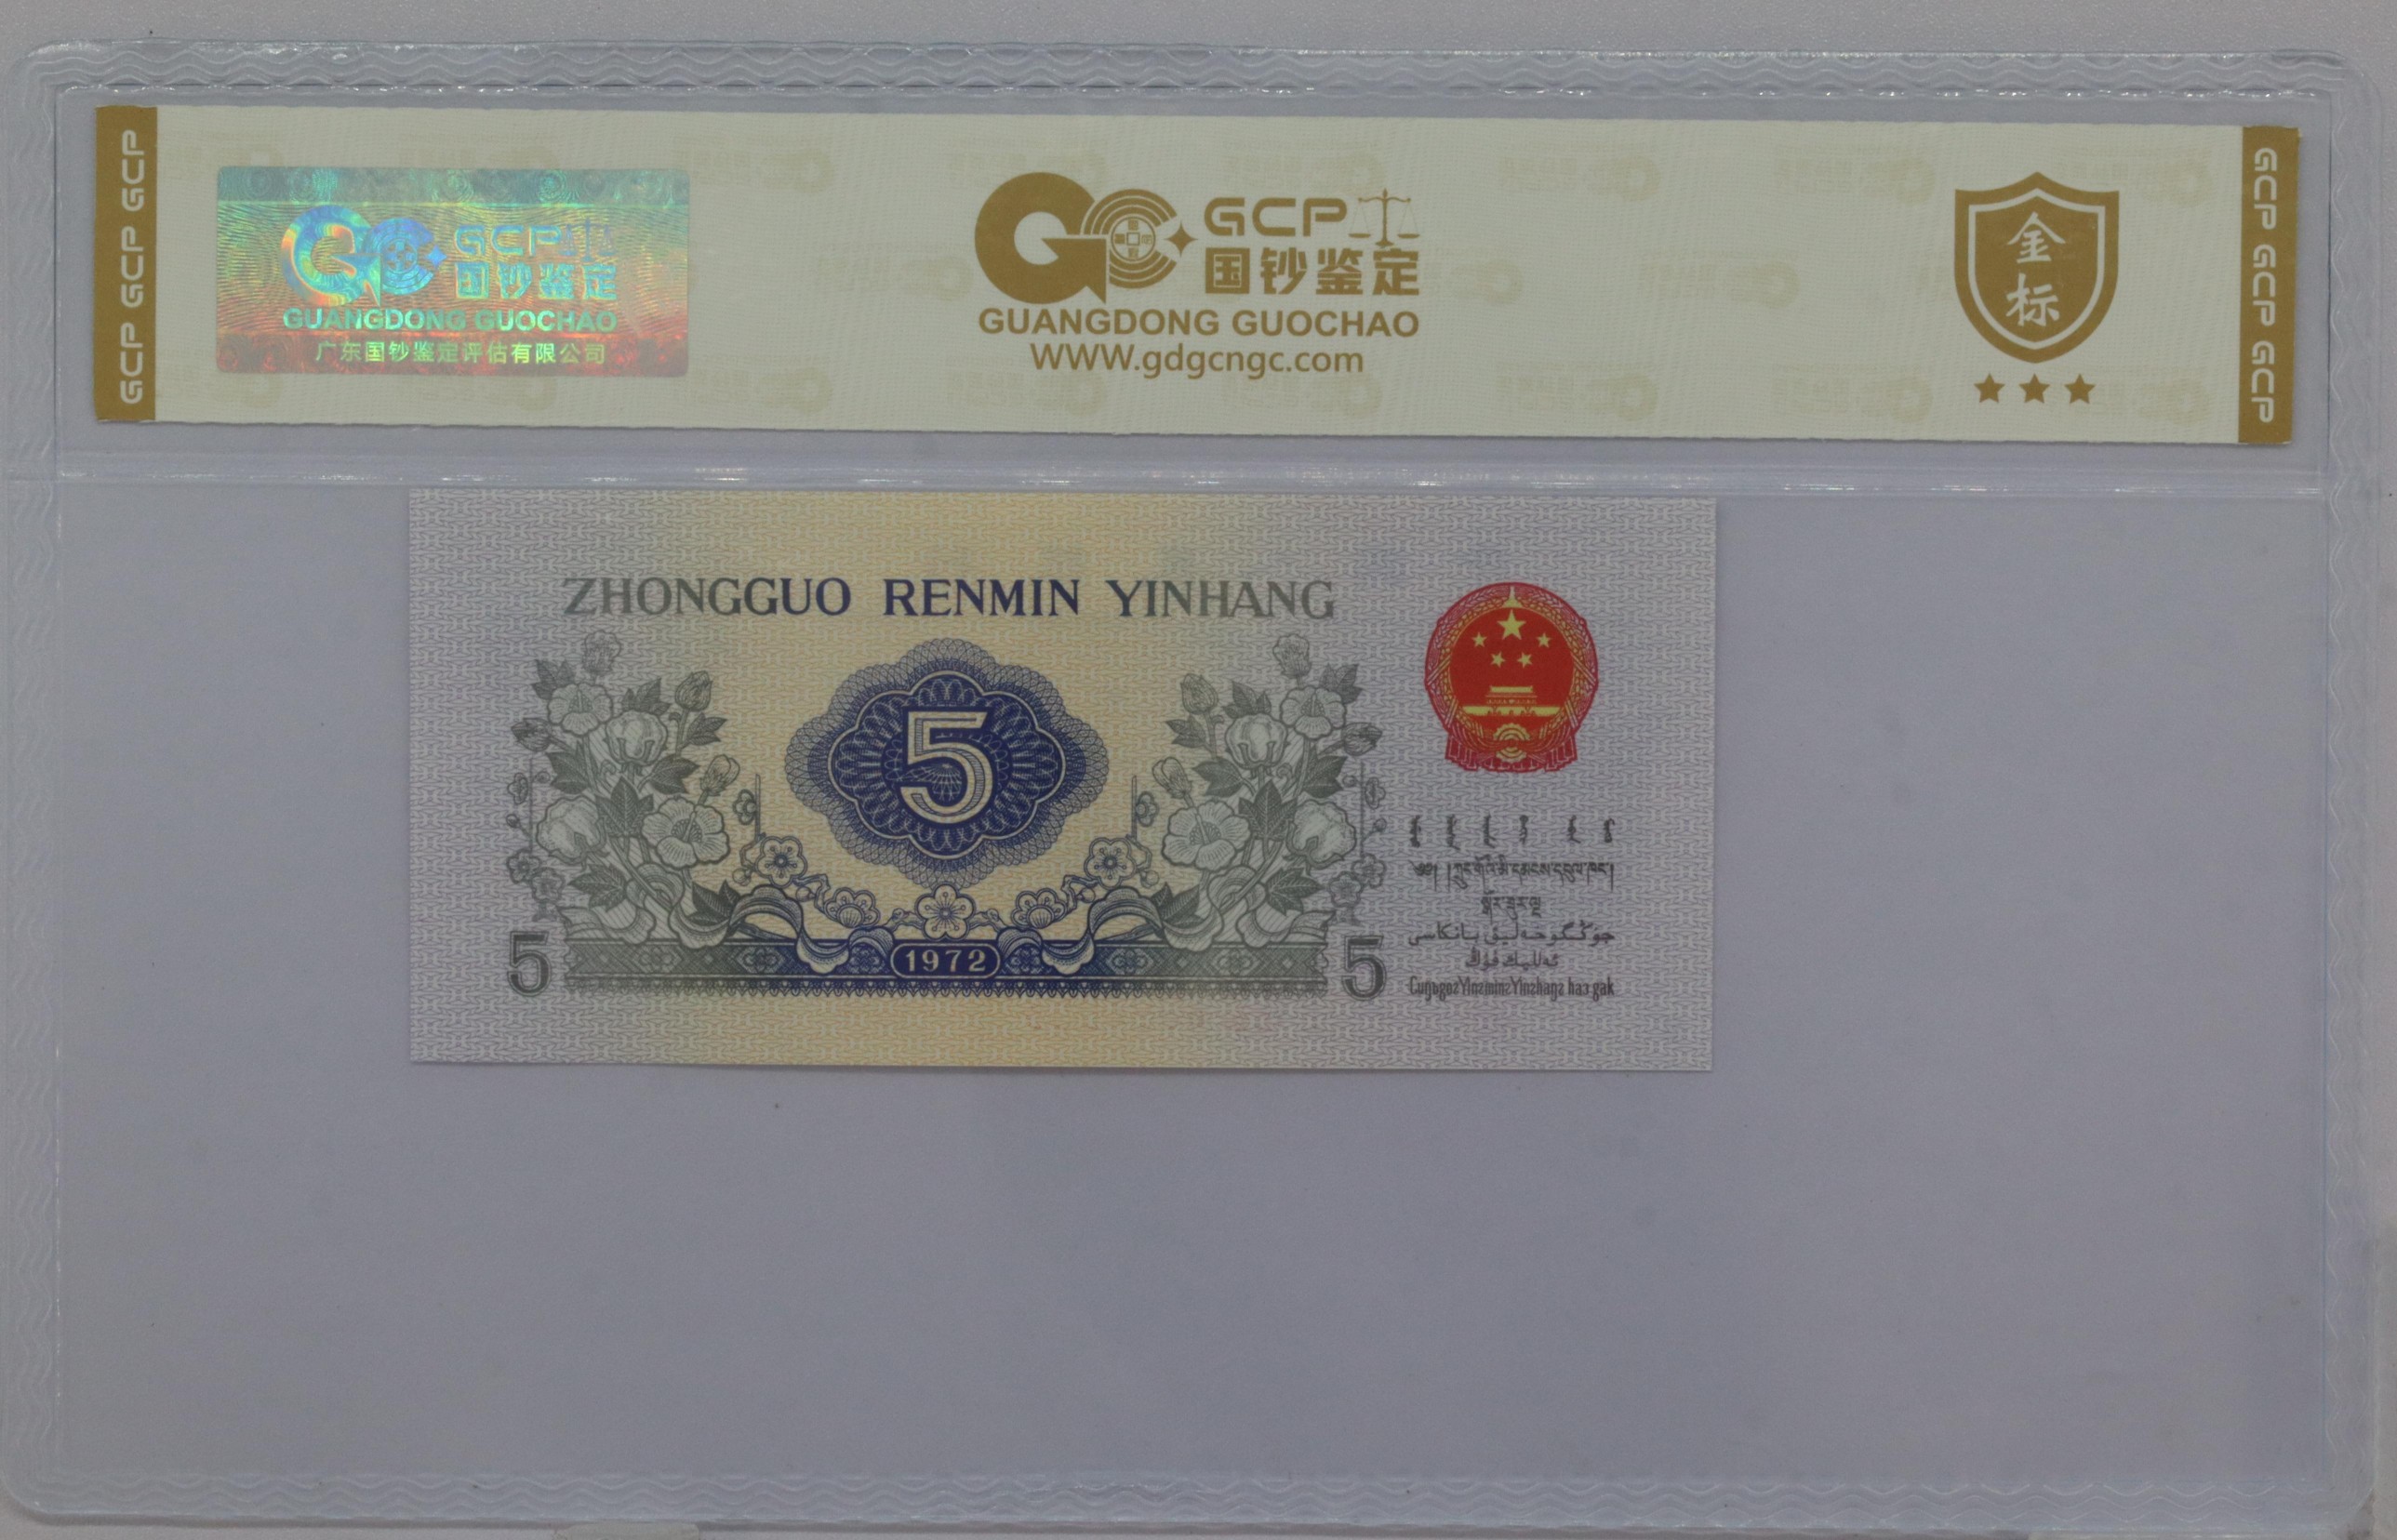 GCP GCP GCP
GCP
国钞鉴定
GUANGDONG GUOCHAO
广东国钞鉴定评估有限公司
GCP
国钞鉴定
GUANGDONG GUOCHAO
WWW.gdgcngc.com
金
标
GCP GCP GCP
ZHONGGUO RENMIN YINHANG
5
1972
5
5
جۇڭگوحەلىق بانكاسى